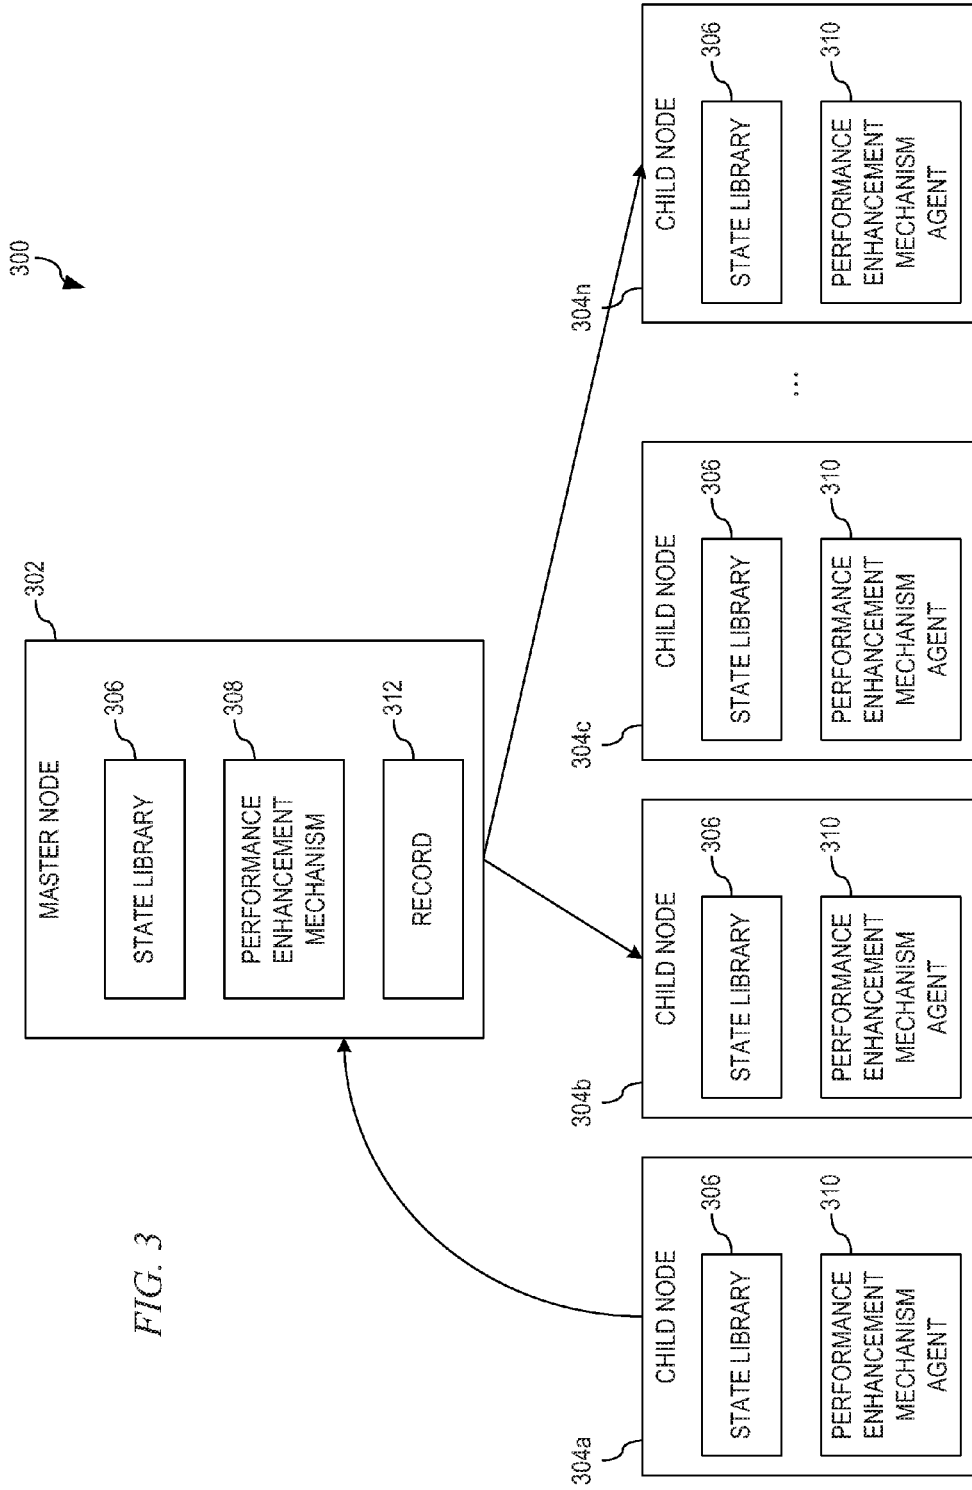 FIG. 3
300
MASTER NODE
302
STATE LIBRARY
306
PERFORMANCE
ENHANCEMENT
MECHANISM
308
RECORD
312
304a
CHILD NODE
STATE LIBRARY
306
PERFORMANCE
ENHANCEMENT
MECHANISM
AGENT
310
304b
CHILD NODE
STATE LIBRARY
306
PERFORMANCE
ENHANCEMENT
MECHANISM
AGENT
310
304c
CHILD NODE
STATE LIBRARY
306
PERFORMANCE
ENHANCEMENT
MECHANISM
AGENT
310
...
304n
CHILD NODE
STATE LIBRARY
306
PERFORMANCE
ENHANCEMENT
MECHANISM
AGENT
310